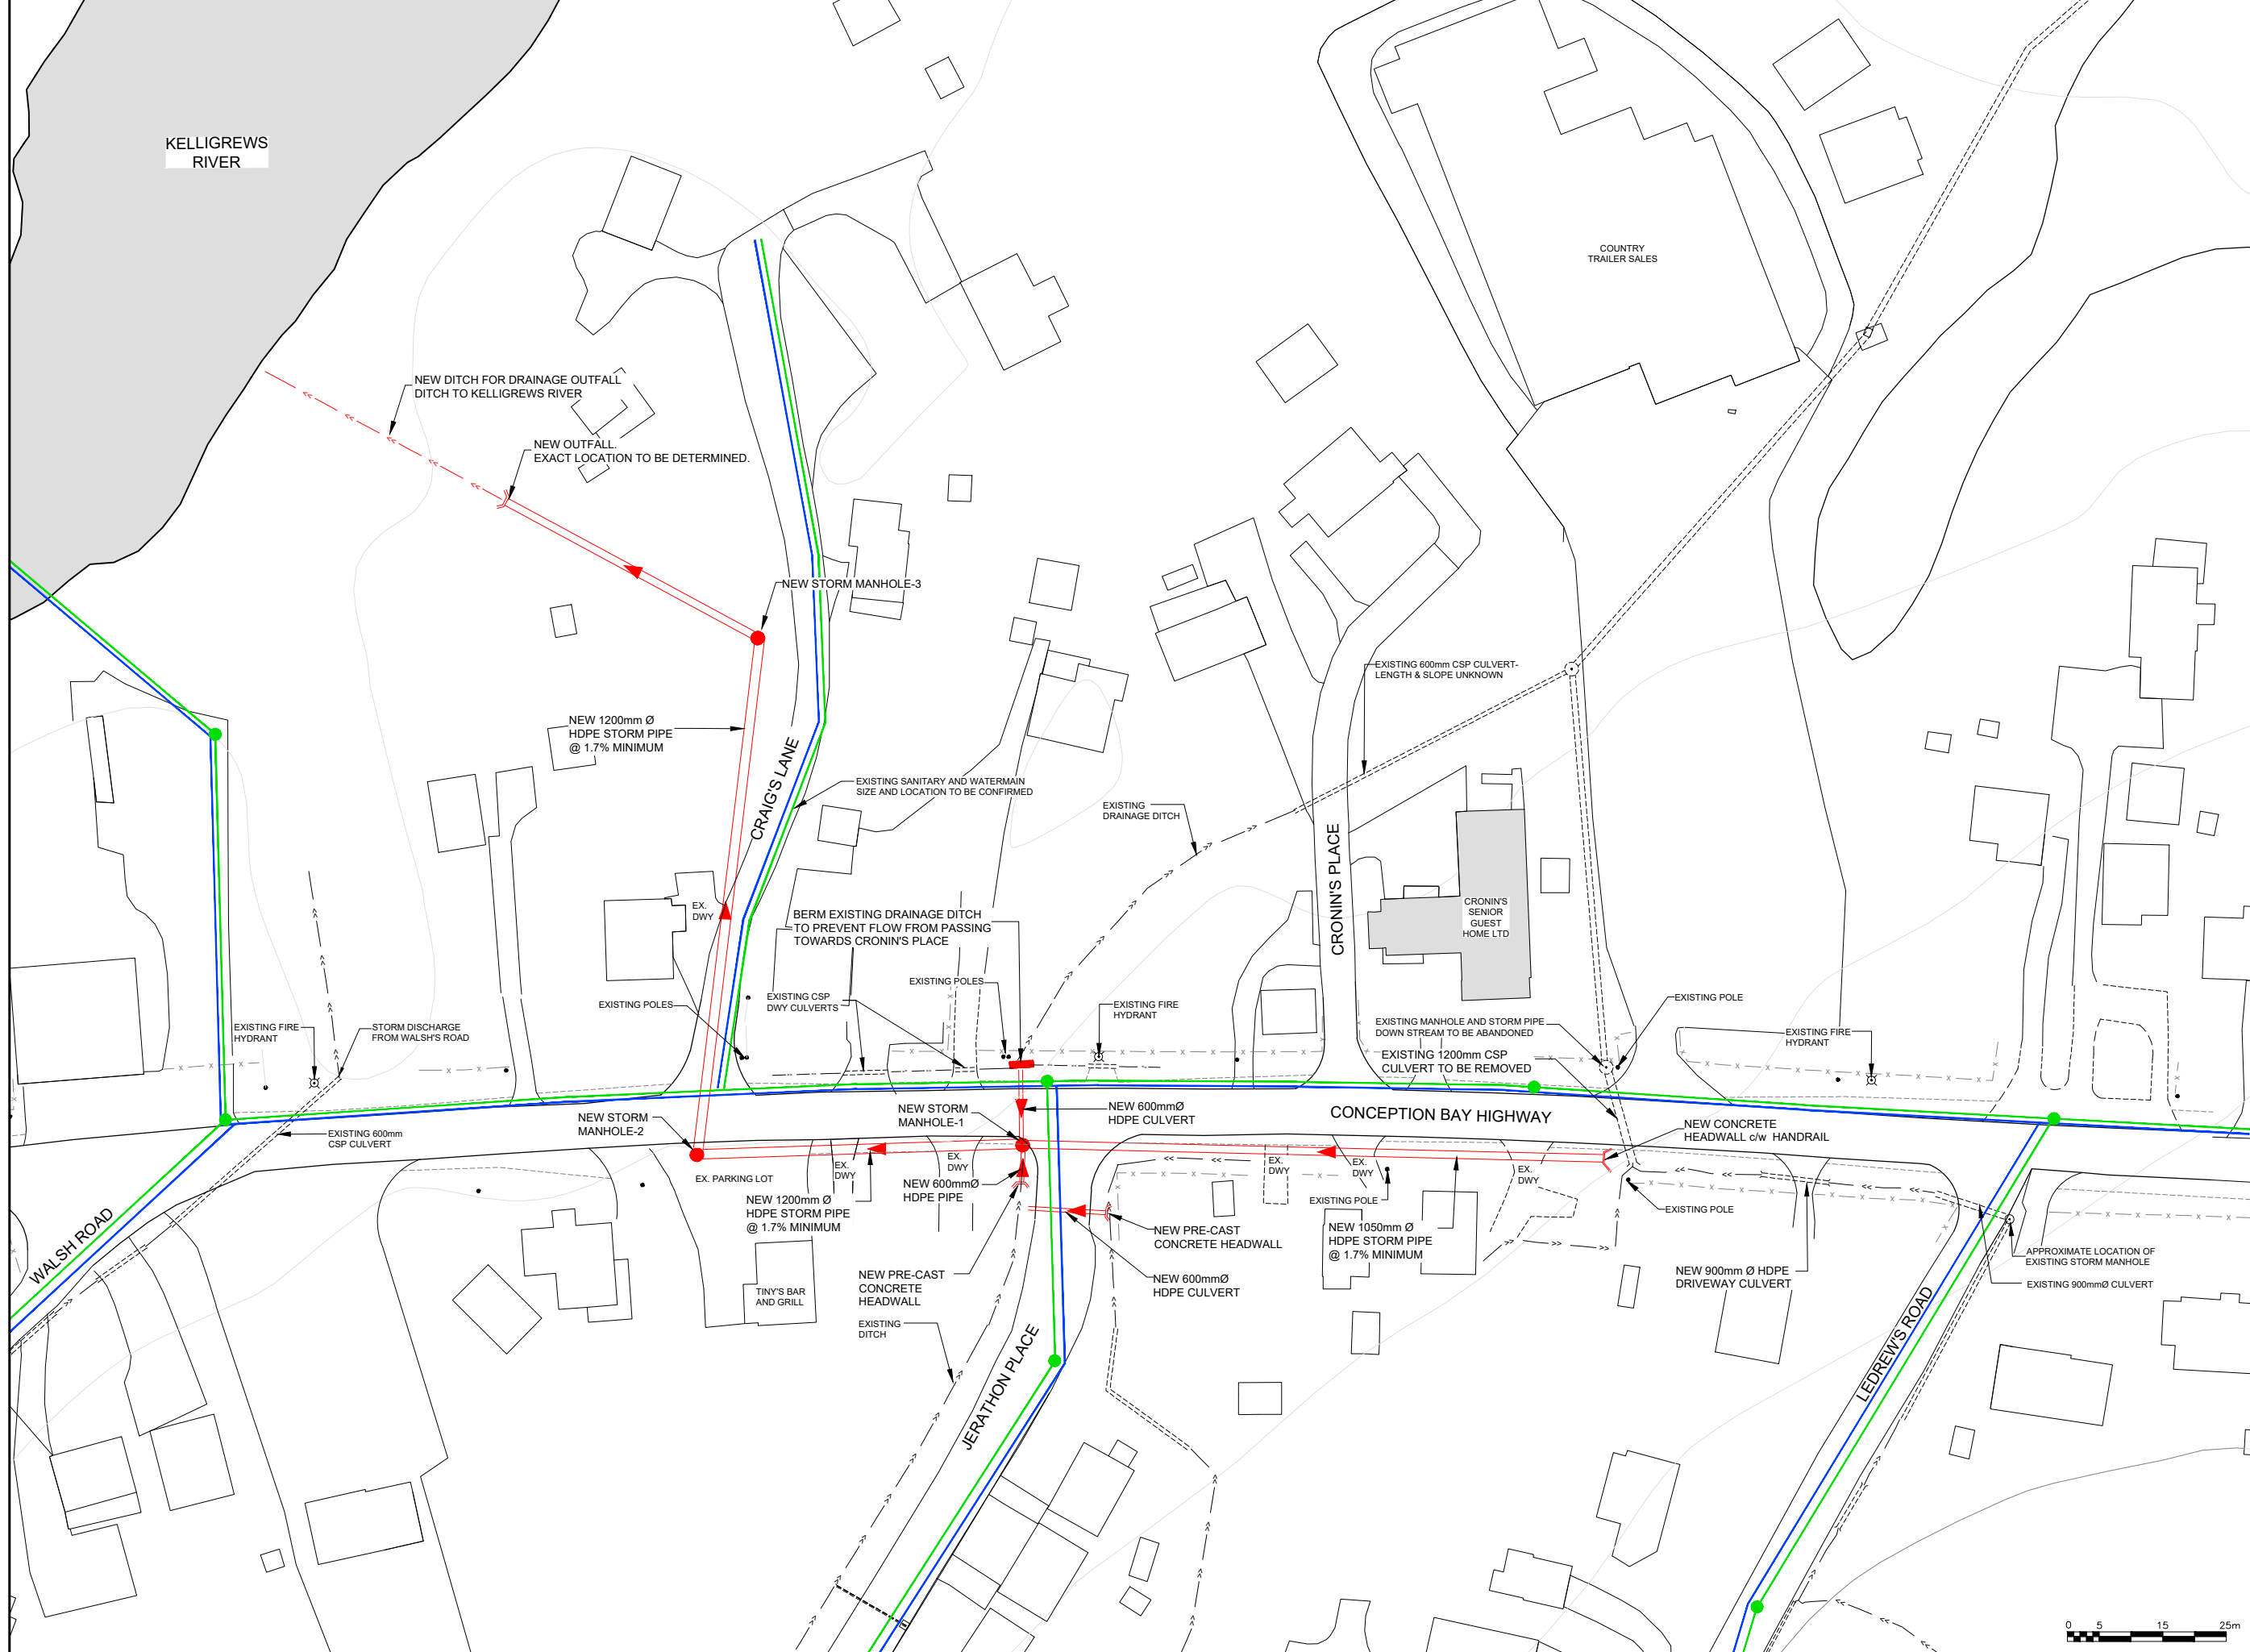 KELLIGREWS
RIVER
COUNTRY
TRAILER SALES
NEW DITCH FOR DRAINAGE OUTFALL
DITCH TO KELLIGREWS RIVER
NEW OUTFALL.
EXACT LOCATION TO BE DETERMINED.
NEW STORM MANHOLE-3
EXISTING 600mm CSP CULVERT-
LENGTH & SLOPE UNKNOWN
NEW 1200mm Ø
HDPE STORM PIPE
@ 1.7% MINIMUM
CRAIG'S LANE
EXISTING SANITARY AND WATERMAIN
SIZE AND LOCATION TO BE CONFIRMED
EXISTING
DRAINAGE DITCH
CRONIN'S PLACE
EX.
DWY
BERM EXISTING DRAINAGE DITCH
TO PREVENT FLOW FROM PASSING
TOWARDS CRONIN'S PLACE
CRONIN'S
SENIOR
GUEST
HOME LTD
EXISTING POLES
EXISTING CSP
DWY CULVERTS
EXISTING POLES
EXISTING FIRE
HYDRANT
EXISTING POLE
EXISTING FIRE
HYDRANT
STORM DISCHARGE
FROM WALSH'S ROAD
EXISTING MANHOLE AND STORM PIPE
DOWN STREAM TO BE ABANDONED
EXISTING 1200mm CSP
CULVERT TO BE REMOVED
EXISTING FIRE
HYDRANT
NEW STORM
MANHOLE-2
NEW STORM
MANHOLE-1
NEW 600mmØ
HDPE CULVERT
CONCEPTION BAY HIGHWAY
NEW CONCRETE
HEADWALL c/w HANDRAIL
EXISTING 600mm
CSP CULVERT
EX. PARKING LOT
EX.
DWY
EX.
DWY
EX.
DWY
EX.
DWY
EX.
DWY
NEW 600mmØ
HDPE PIPE
NEW 1200mm Ø
HDPE STORM PIPE
@ 1.7% MINIMUM
EXISTING POLE
EXISTING POLE
NEW PRE-CAST
CONCRETE HEADWALL
NEW 1050mm Ø
HDPE STORM PIPE
@ 1.7% MINIMUM
WALSH ROAD
NEW PRE-CAST
CONCRETE
HEADWALL
NEW 600mmØ
HDPE CULVERT
NEW 900mm Ø HDPE
DRIVEWAY CULVERT
APPROXIMATE LOCATION OF
EXISTING STORM MANHOLE
EXISTING 900mmØ CULVERT
TINY'S BAR
AND GRILL
EXISTING
DITCH
JERATHON PLACE
LEDREW'S ROAD
0 5 15 25m